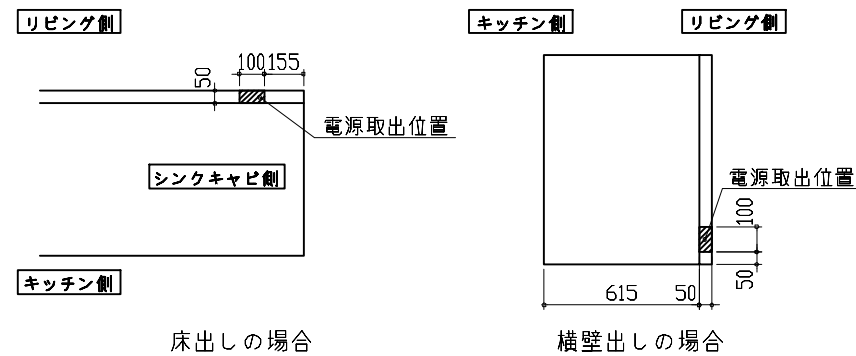 リビング側
100 155
50
電源取出位置
シンクキャビ側
キッチン側
床出しの場合
キッチン側
リビング側
電源取出位置
100
50
615
50
横壁出しの場合